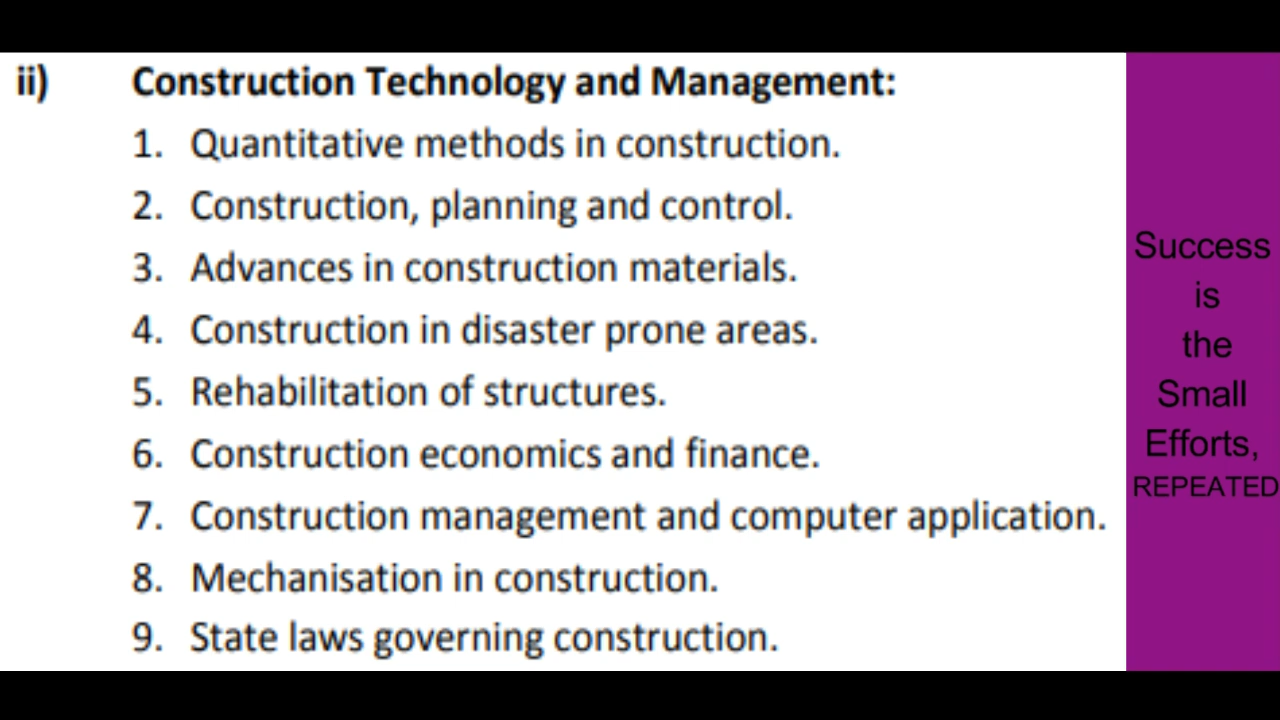 ii) Construction Technology and Management:
1. Quantitative methods in construction.
2. Construction, planning and control.
3. Advances in construction materials.
4. Construction in disaster prone areas.
5. Rehabilitation of structures.
6. Construction economics and finance.
7. Construction management and computer application.
8. Mechanisation in construction.
9. State laws governing construction.
Success
is
the
Small
Efforts,
REPEATED